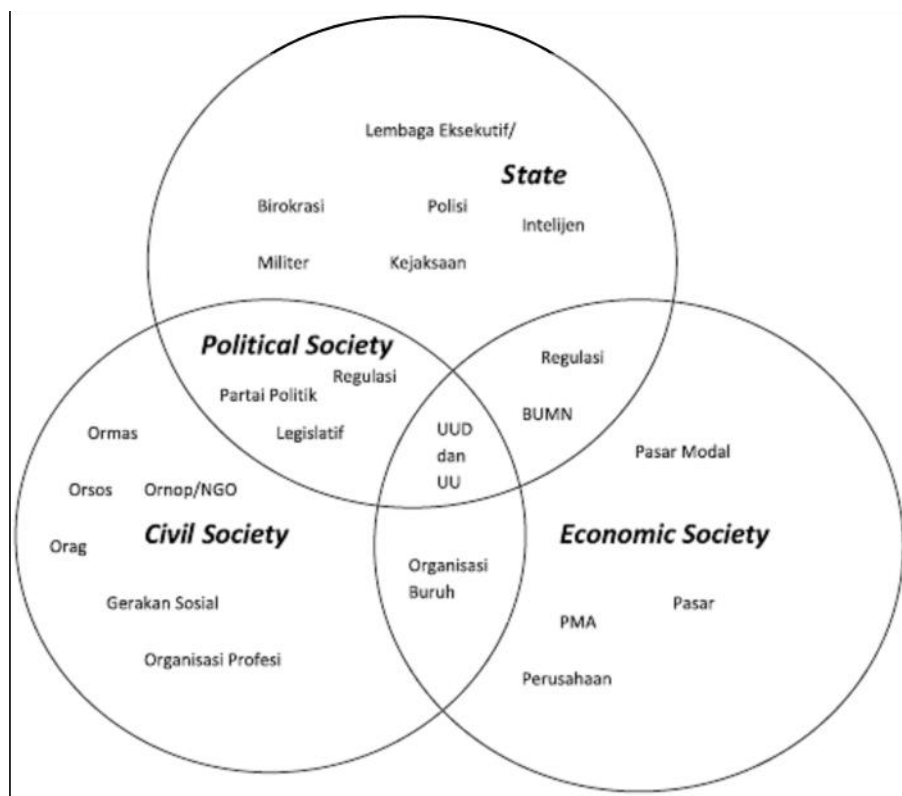 Lembaga Eksekutif/
State
Birokrasi
Polisi
Intelijen
Militer
Kejaksaan
Political Society
Regulasi
Partai Politik
Legislatif
Regulasi
BUMN
UUD
dan
UU
Ormas
Orsos
Ornop/NGO
Civil Society
Orag
Gerakan Sosial
Organisasi Profesi
Organisasi
Buruh
Pasar Modal
Economic Society
PMA
Pasar
Perusahaan